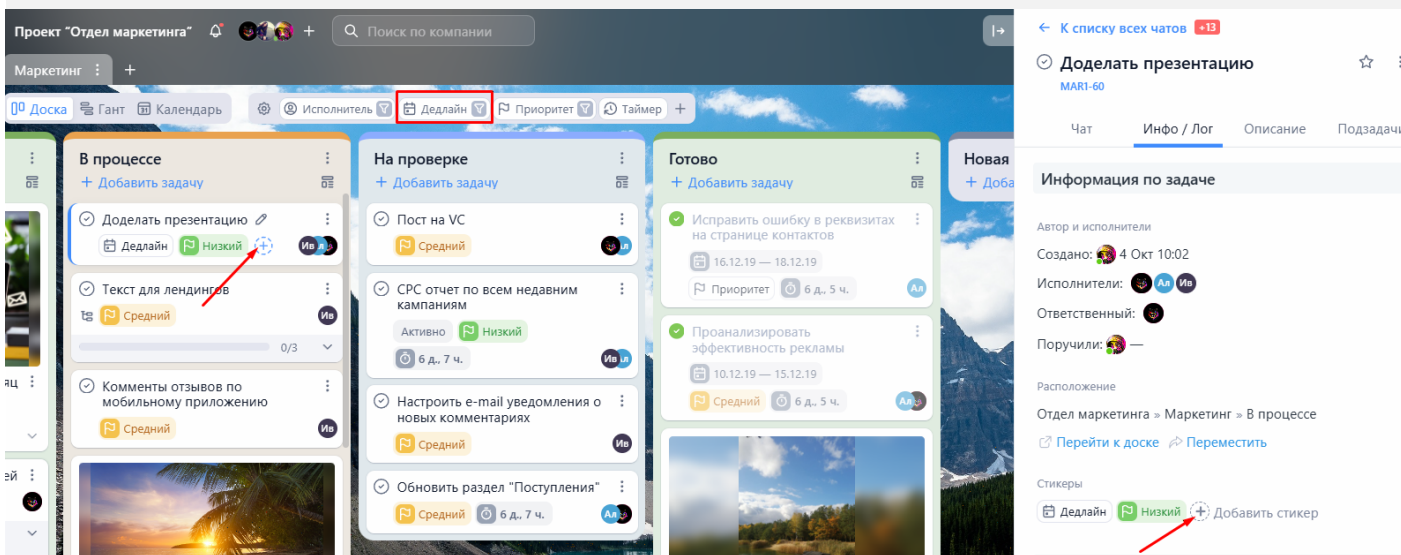 Проект "Отдел маркетинга"
Поиск по компании
Маркетинг
Доска Гант Календарь Исполнитель Дедлайн Приоритет Таймер
В процессе
Добавить задачу
Доделать презентацию
Дедлайн Низкий Ив Ал
Текст для лендингов
Средний Ив
0/3
Комменты отзывов по
мобильному приложению
Средний Ив
На проверке
Добавить задачу
Пост на VC
Средний
CPC отчет по всем недавним
кампаниям
Активно Низкий
6 д., 7 ч. Ив
Настроить e-mail уведомления о
новых комментариях
Средний Ив
Обновить раздел "Поступления"
Средний 6 д., 7 ч. Ал
Готово
Добавить задачу
Исправить ошибку в реквизитах
на странице контактов
16.12.19 — 18.12.19
Приоритет 6 д., 5 ч. Ал
Проанализировать
эффективность рекламы
10.12.19 — 15.12.19
Средний 6 д., 5 ч. Ал
Новая
К списку всех чатов +13
Доделать презентацию
MAR1-60
Чат Инфо / Лог Описание Подзадачи
Информация по задаче
Автор и исполнители
Создано: 4 Окт 10:02
Исполнители: Ал Ив
Ответственный:
Поручили: —
Расположение
Отдел маркетинга » Маркетинг » В процессе
Перейти к доске Переместить
Стикеры
Дедлайн Низкий Добавить стикер